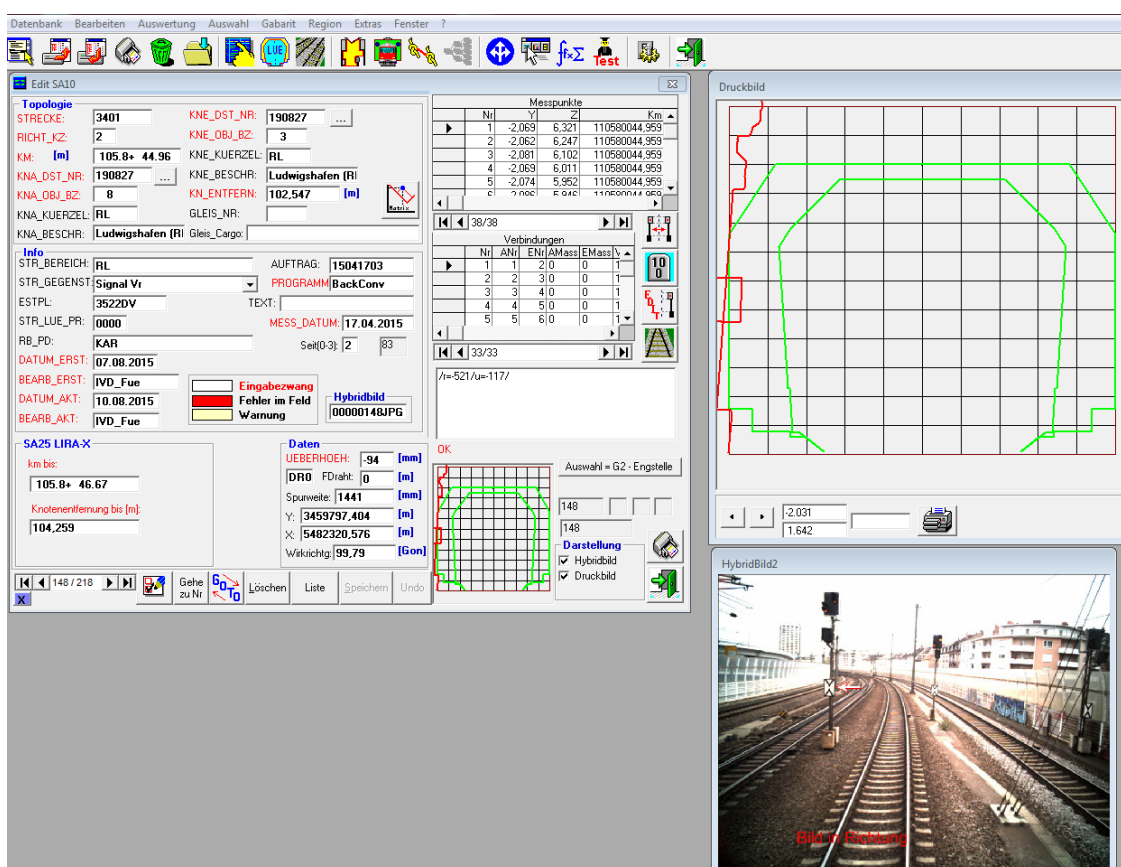 Datenbank Bearbeiten Auswertung Auswahl Gabarit Region Extras Fenster ?
LUE
Test
Edit SA10
Topologie
STRECKE: 3401
KNE_DST_NR: 190827 ...
RICHT_KZ: 2
KNE_OBJ_BZ: 3
KM: [m] 105.8+ 44.96
KNE_KUERZEL: RL
KNA_DST_NR: 190827 ...
KNE_BESCHR: Ludwigshafen (R
KNA_OBJ_BZ: 8
KN_ENTFERN: 102,547 [m]
KNA_KUERZEL: RL
GLEIS_NR:
Matrix
KNA_BESCHR: Ludwigshafen (R
Gleis_Cargo:
Info
STR_BEREICH: RL
AUFTRAG: 15041703
STR_GEGENST: Signal Vr
PROGRAMM BackConv
ESTPL: 3522DV
TEXT:
STR_LUE_PR: 0000
MESS_DATUM: 17.04.2015
RB_PD: KAR
Seit(0-3): 2 83
DATUM_ERST: 07.08.2015
BEARB_ERST: IVD_Fue
DATUM_AKT: 10.08.2015
BEARB_AKT: IVD_Fue
Eingabezwang
Fehler im Feld
Warnung
Hybridbild
00000148JPG
SA25 LIRA-X
km bis:
105.8+ 46.67
Knotenentfernung bis [m]:
104,259
Daten
UEBERHOEH: -94 [mm]
DR0 FDraht: 0 [m]
Spurweite: 1441 [mm]
Y: 3459797,404 [m]
X: 5482320,576 [m]
Wirkrichtg: 99,79 [Gon]
148 / 218
Gehe zu Nr
GOTO
Löschen
Liste
Speichern
Undo
X
Messpunkte
Nr Y Z Km
1 -2,069 6,321 110580044,959
2 -2,062 6,247 110580044,959
3 -2,081 6,102 110580044,959
4 -2,069 6,011 110580044,959
5 -2,074 5,952 110580044,959
38/38
Verbindungen
Nr ANr ENr AMass EMass V
1 1 2 0 0 1
2 2 3 0 0 1
3 3 4 0 0 1
4 4 5 0 0 1
5 5 6 0 0 1
33/33
10
0
EDIT
/r=-521/u=-117/
OK
Auswahl = G2 - Engstelle
148
148
Darstellung
Hybridbild
Druckbild
Druckbild
-2.031
1.642
HybridBild2
Bild in Richtung